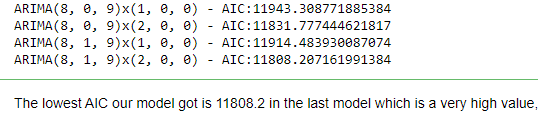 ARIMA(8, 0, 9)x(1, 0, 0) - AIC:11943.308771885384
ARIMA(8, 0, 9)x(2, 0, 0) - AIC:11831.777444621817
ARIMA(8, 1, 9)x(1, 0, 0) - AIC:11914.483930087074
ARIMA(8, 1, 9)x(2, 0, 0) - AIC:11808.207161991384
The lowest AIC our model got is 11808.2 in the last model which is a very high value,